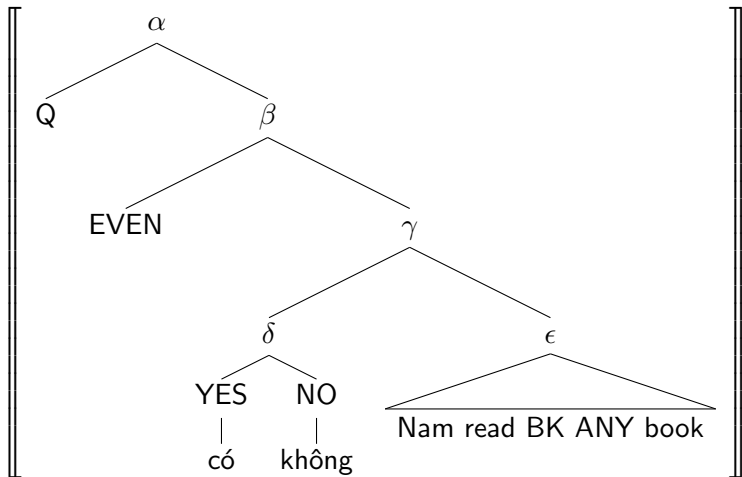 α
Q β
EVEN γ
δ ϵ
YES NO
Nam read BK ANY book
có không